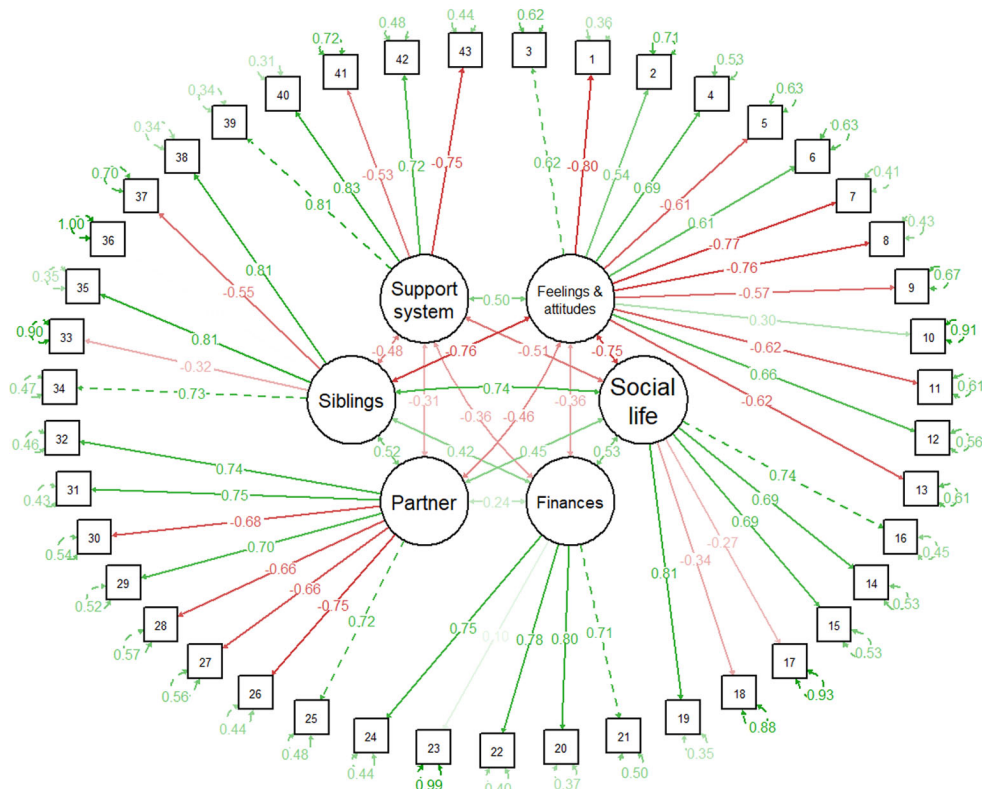 0.72 0.48 0.44 0.62 0.36 0.71
0.53
41 42 43 3 1 2 4
0.31 0.63
40 5
0.34 0.63
39 6
0.34 0.41
38 7
0.70 0.43
37 8
1.00 0.67
36 9
0.35 0.91
35 10
0.90 0.61
33 11
0.47 0.56
34 12
0.46 0.61
32 13
0.43 0.45
31 16
0.54 0.53
30 14
0.52 0.53
29 15
0.57 0.93
28 17
0.56 0.88
27 18
0.44 0.35
26 19
0.48 0.50
25 21
0.44 0.99 0.40 0.37
24 23 22 20
-0.53 0.72 -0.75 0.62 -0.80 0.54
0.83 0.69
0.81 -0.61
0.61
0.81 -0.77
-0.76
-0.55 -0.57
0.81 0.30
-0.32 -0.62
0.73 0.66
-0.62
Support
system
Feelings &
attitudes
0.50
-0.48 -0.76 -0.51 -0.75
Siblings
0.74
Social
life
-0.31 -0.36 -0.46 -0.36
0.52 0.42 0.45 0.53
Partner
0.24
Finances
0.74
0.75
-0.68
0.70
-0.66
-0.66
-0.75
0.72
0.75 0.10 0.78 0.80 0.71
0.81 -0.34 -0.27
0.69 0.69 0.74